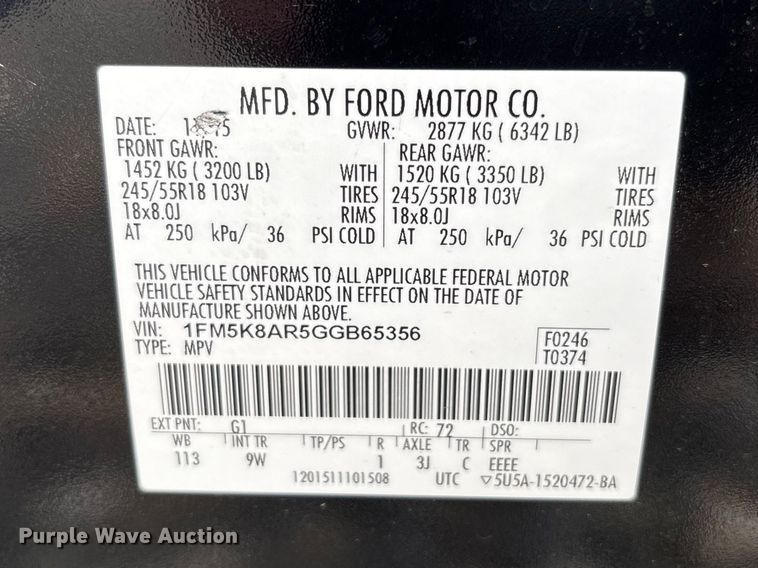 MFD. BY FORD MOTOR CO.
DATE: GVWR: 2877 KG ( 6342 LB)
FRONT GAWR: REAR GAWR:
1452 KG ( 3200 LB) WITH 1520 KG ( 3350 LB) WITH
245/55R18 103V TIRES 245/55R18 103V TIRES
18x8.0J RIMS 18x8.0J RIMS
AT 250 kPa/ 36 PSI COLD AT 250 kPa/ 36 PSI COLD
THIS VEHICLE CONFORMS TO ALL APPLICABLE FEDERAL MOTOR
VEHICLE SAFETY STANDARDS IN EFFECT ON THE DATE OF
MANUFACTURE SHOWN ABOVE.
VIN: 1FM5K8AR5GGB65356 F0246
TYPE: MPV T0374
EXT PNT: G1 RC: 72 DSO:
WB INT TR TP/PS R AXLE TR SPR
113 9W 1 3J C EEEE
1201511101508 UTC ▽5U5A-1520472-BA
Purple Wave Auction